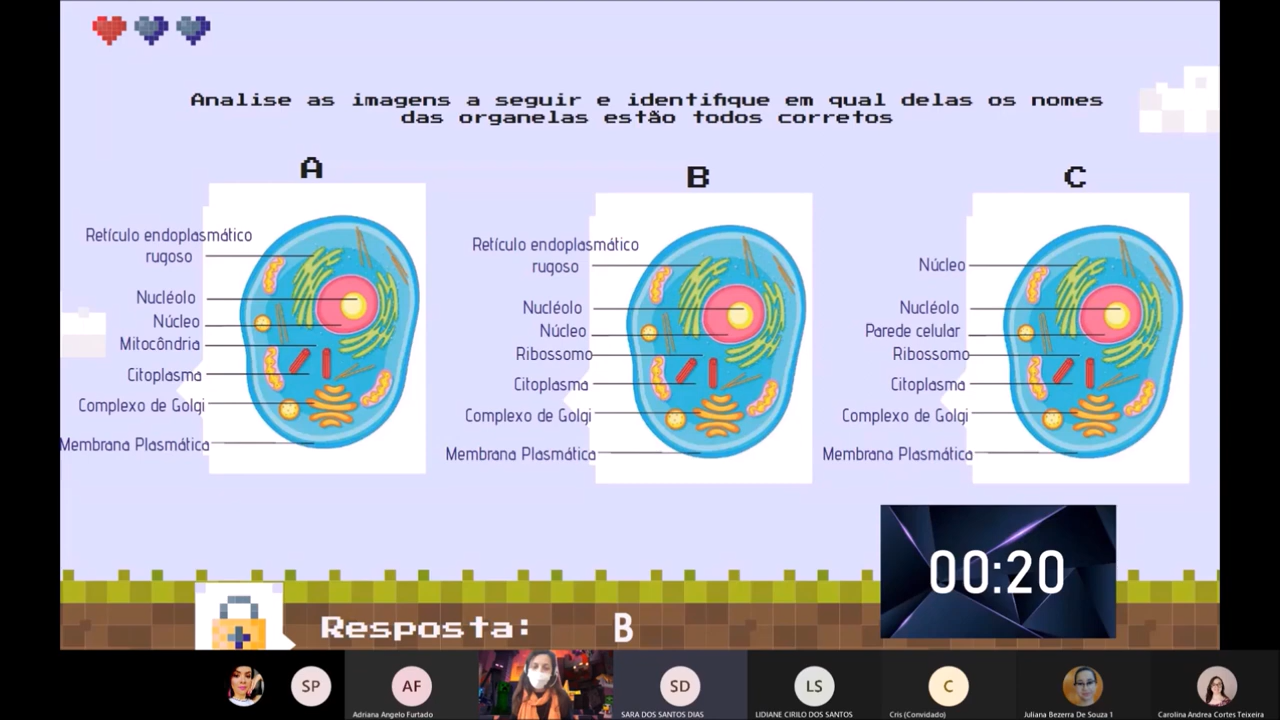 Analise as imagens a seguir e identifique em qual delas os nomes
das organelas estão todos corretos
A
Retículo endoplasmático
rugoso
Nucléolo
Núcleo
Mitocôndria
Citoplasma
Complexo de Golgi
Membrana Plasmática
B
Retículo endoplasmático
rugoso
Nucléolo
Núcleo
Ribossomo
Citoplasma
Complexo de Golgi
Membrana Plasmática
C
Núcleo
Nucléolo
Parede celular
Ribossomo
Citoplasma
Complexo de Golgi
Membrana Plasmática
00:20
Resposta: B
SP
AF
Adriana Angelo Furtado
SD
SARA DOS SANTOS DIAS
LS
LIDIANE CIRILO DOS SANTOS
C
Cris (Convidado)
Juliana Bezerra De Souza 1
Carolina Andrea Cortes Teixeira